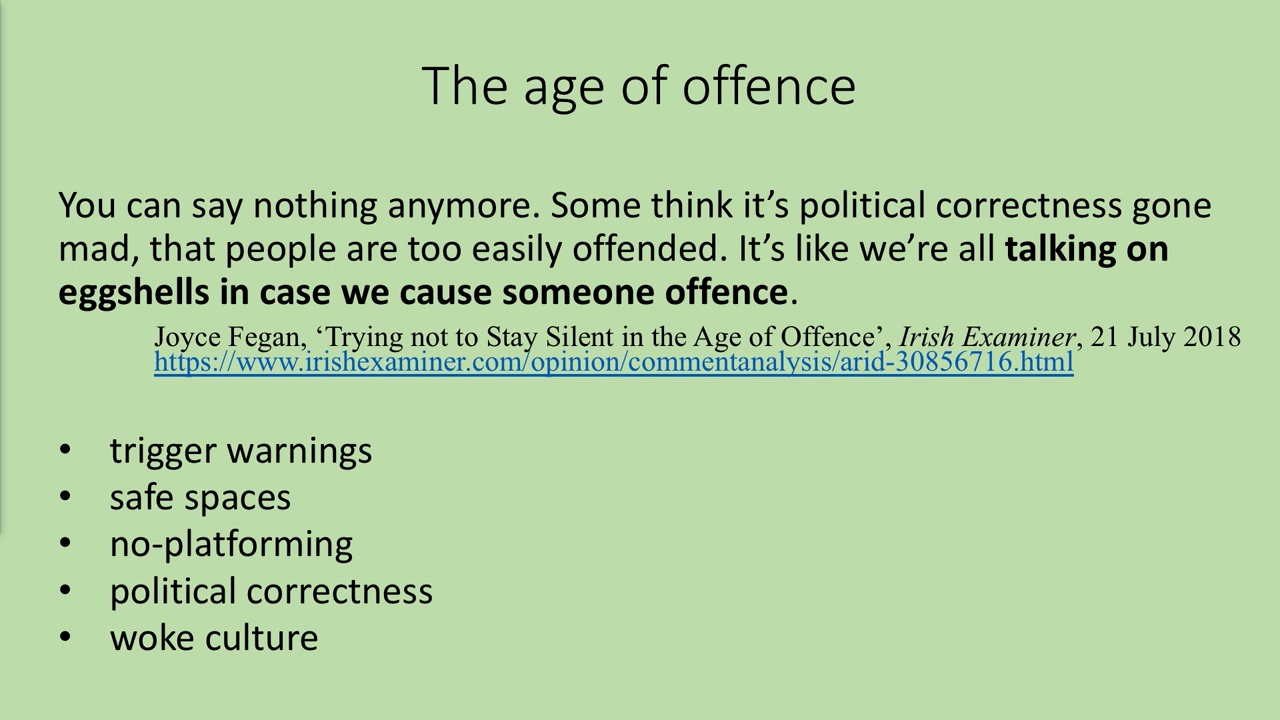 The age of offence
You can say nothing anymore. Some think it’s political correctness gone
mad, that people are too easily offended. It’s like we’re all talking on
eggshells in case we cause someone offence.
Joyce Fegan, ‘Trying not to Stay Silent in the Age of Offence’, Irish Examiner, 21 July 2018
https://www.irishexaminer.com/opinion/commentanalysis/arid-30856716.html
• trigger warnings
• safe spaces
• no-platforming
• political correctness
• woke culture